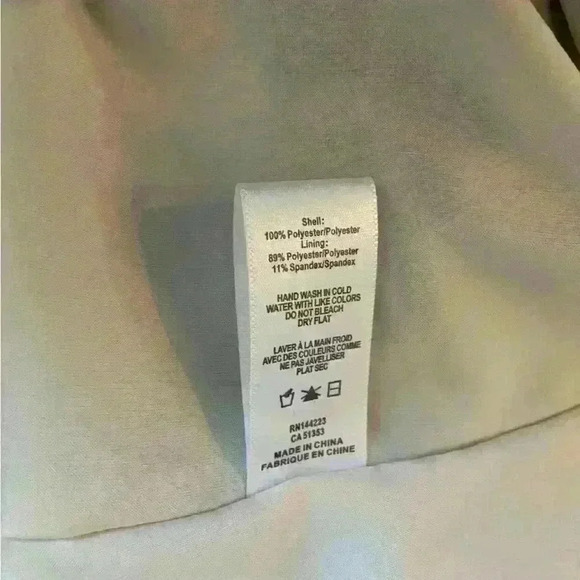 Shell:
100% Polyester/Polyester
Lining:
89% Polyester/Polyester
11% Spandex/Spandex
HAND WASH IN COLD
WATER WITH LIKE COLORS
DO NOT BLEACH
DRY FLAT
LAVER À LA MAIN FROID
AVEC DES COULEURS COMME
NE PAS JAVELLISER
PLAT SEC
RN144223
CA 51353
MADE IN CHINA
FABRIQUE EN CHINE